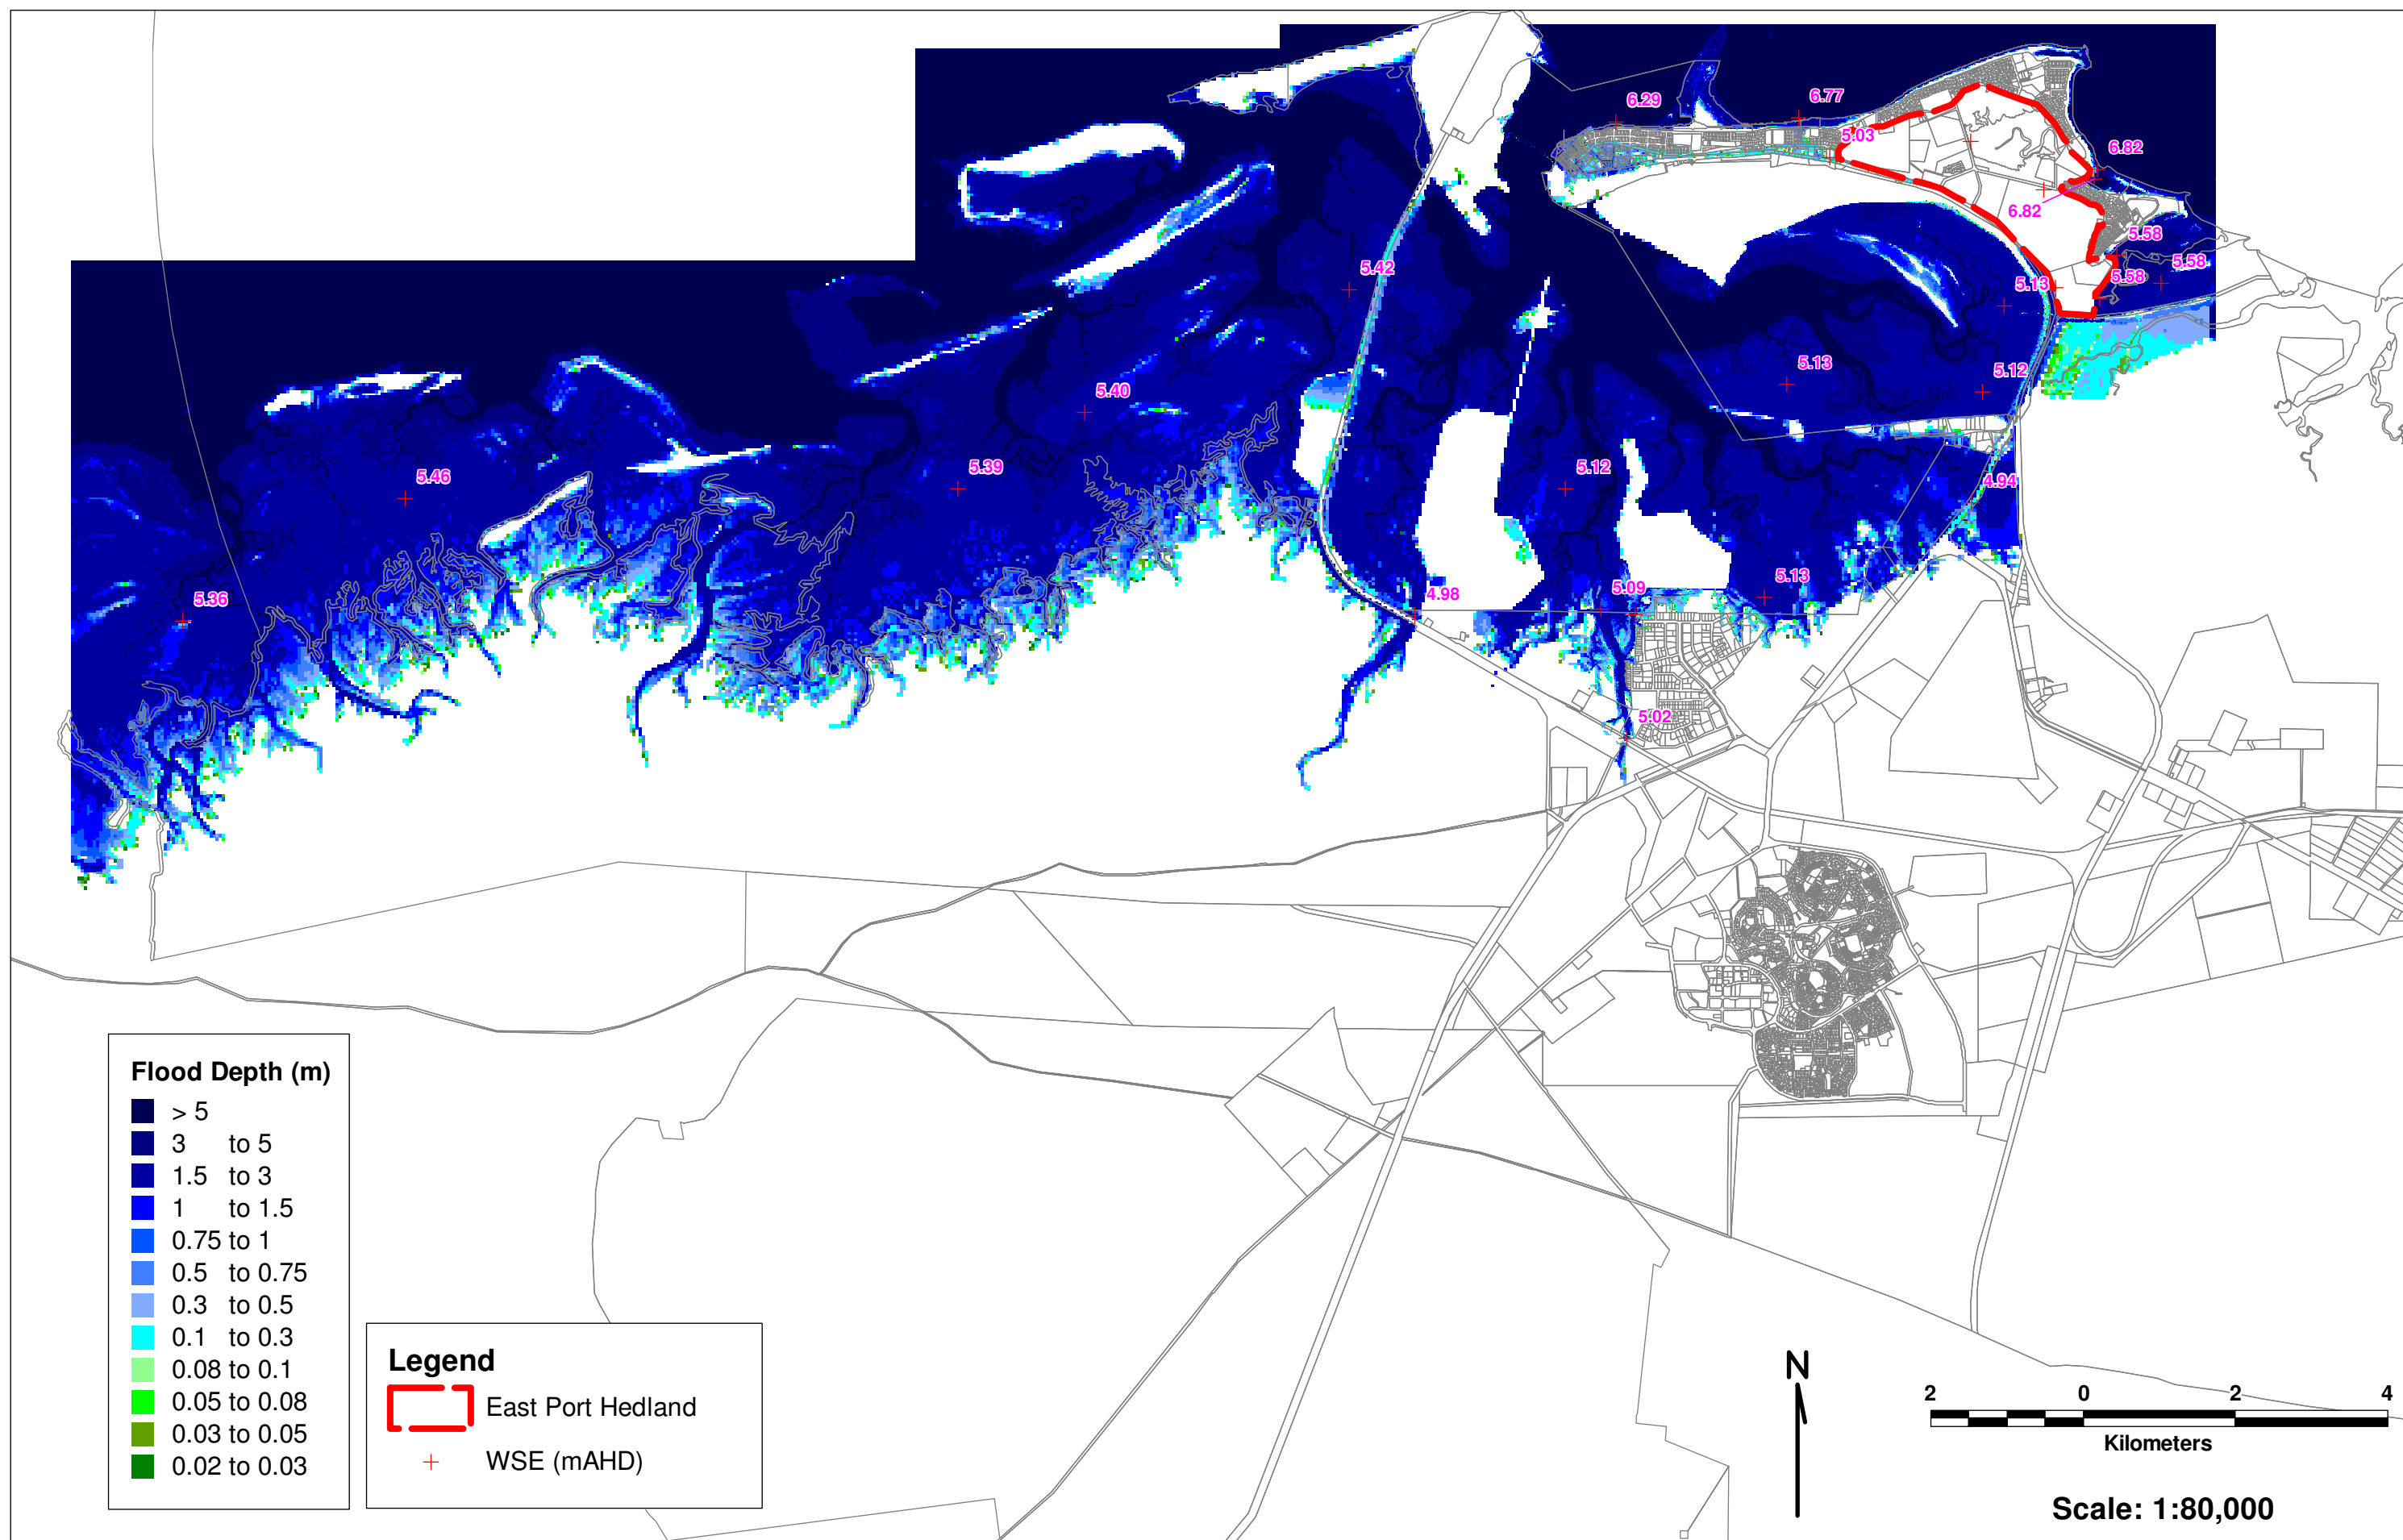 6.29
6.77
5.03
6.82
6.82
5.58
5.58
5.58
5.42
5.13
5.13
5.12
5.40
5.46
5.39
5.12
4.94
5.36
4.98
5.09
5.13
5.02
Flood Depth (m)
> 5
3 to 5
1.5 to 3
1 to 1.5
0.75 to 1
0.5 to 0.75
0.3 to 0.5
0.1 to 0.3
0.08 to 0.1
0.05 to 0.08
0.03 to 0.05
0.02 to 0.03
Legend
East Port Hedland
WSE (mAHD)
N
2 0 2 4
Kilometers
Scale: 1:80,000